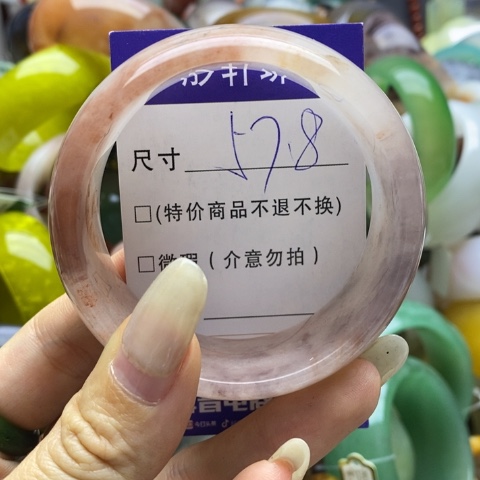 尺寸 57.8
□(特价商品不退不换)
□微瑕(介意勿拍)